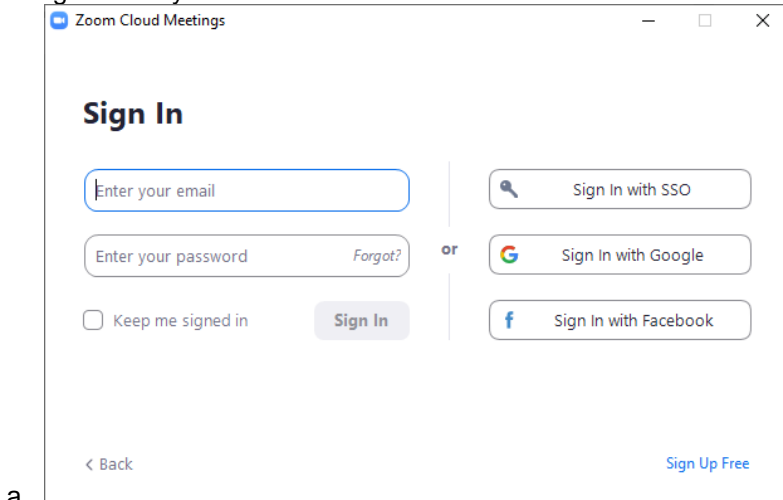 Zoom Cloud Meetings
Sign In
Enter your email
Sign In with SSO
Enter your password Forgot?
or
Sign In with Google
Keep me signed in
Sign In
Sign In with Facebook
< Back
Sign Up Free
a